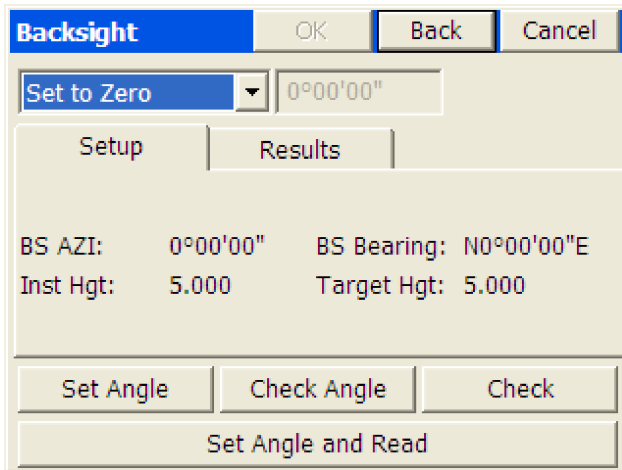 Backsight OK Back Cancel
Set to Zero 0°00'00"
Setup Results
BS AZI: 0°00'00" BS Bearing: N0°00'00"E
Inst Hgt: 5.000 Target Hgt: 5.000
Set Angle Check Angle Check
Set Angle and Read